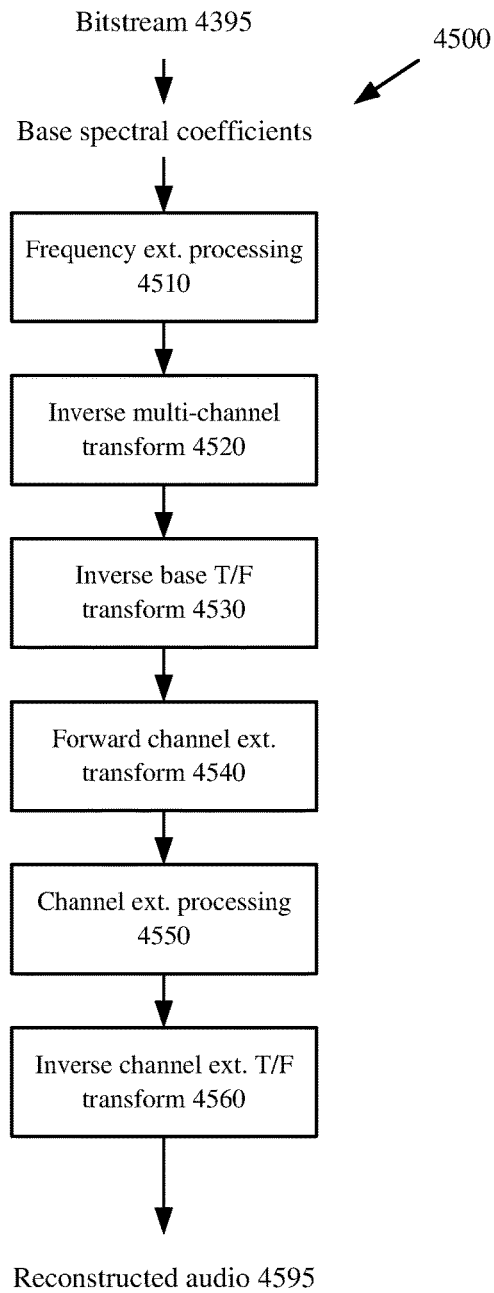 Bitstream 4395
4500
Base spectral coefficients
Frequency ext. processing
4510
Inverse multi-channel
transform 4520
Inverse base T/F
transform 4530
Forward channel ext.
transform 4540
Channel ext. processing
4550
Inverse channel ext. T/F
transform 4560
Reconstructed audio 4595